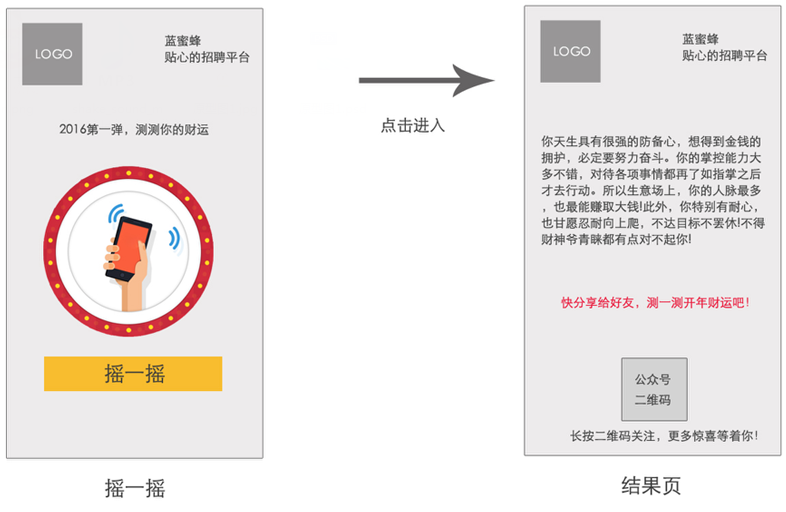 LOGO
蓝蜜蜂
贴心的招聘平台
2016第一弹，测测你的财运
摇一摇
摇一摇
点击进入
LOGO
蓝蜜蜂
贴心的招聘平台
你天生具有很强的防备心，想得到金钱的
拥护，必定要努力奋斗。你的掌控能力大
多不错，对待各项事情都再了如指掌之后
才去行动。所以生意场上，你的人脉最多
，也最能赚取大钱!此外，你特别有耐心，
也甘愿忍耐向上爬，不达目标不罢休!不得
财神爷青睐都有点对不起你!
快分享给好友，测一测开年财运吧！
公众号
二维码
长按二维码关注，更多惊喜等着你!
结果页